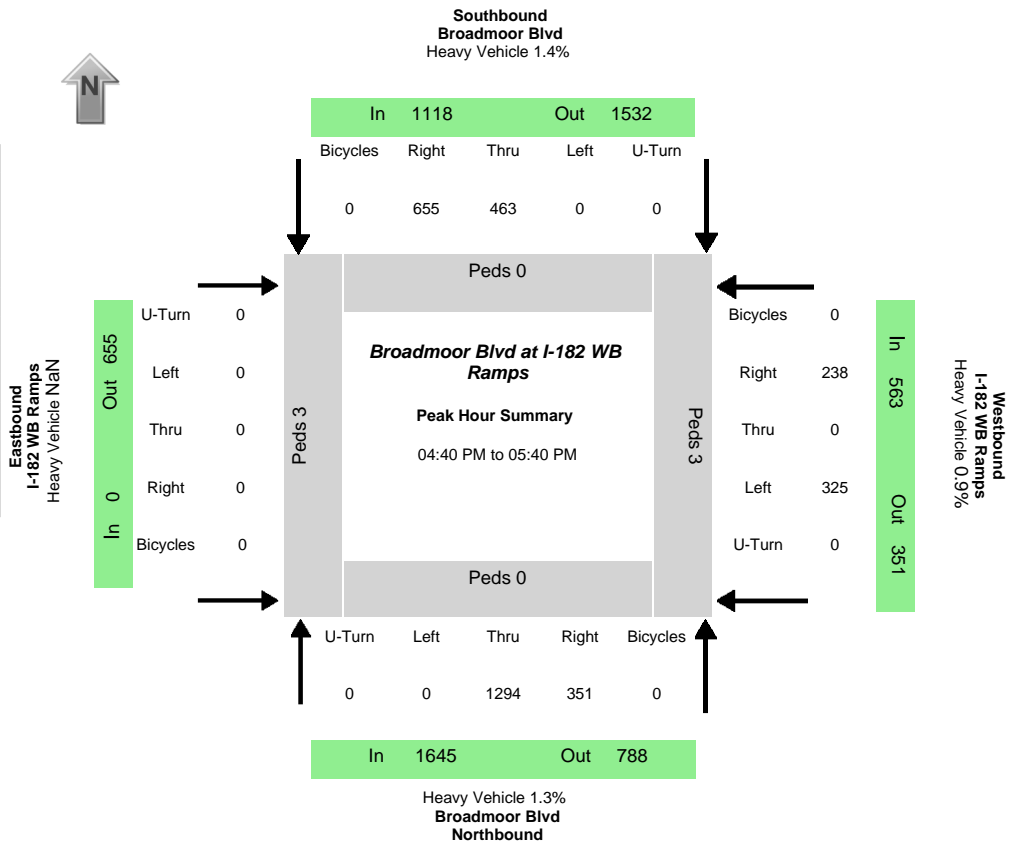 Southbound
Broadmoor Blvd
Heavy Vehicle 1.4%
N
In 1118 Out 1532
Bicycles Right Thru Left U-Turn
0 655 463 0 0
Peds 0
Eastbound
I-182 WB Ramps
Heavy Vehicle NaN
In 0 Out 655
U-Turn 0
Left 0
Thru 0
Right 0
Bicycles 0
Peds 3
Broadmoor Blvd at I-182 WB
Ramps
Peak Hour Summary
04:40 PM to 05:40 PM
Peds 3
Bicycles 0
Right 238
Thru 0
Left 325
U-Turn 0
In 563 Out 351
Westbound
I-182 WB Ramps
Heavy Vehicle 0.9%
Peds 0
U-Turn Left Thru Right Bicycles
0 0 1294 351 0
In 1645 Out 788
Heavy Vehicle 1.3%
Broadmoor Blvd
Northbound